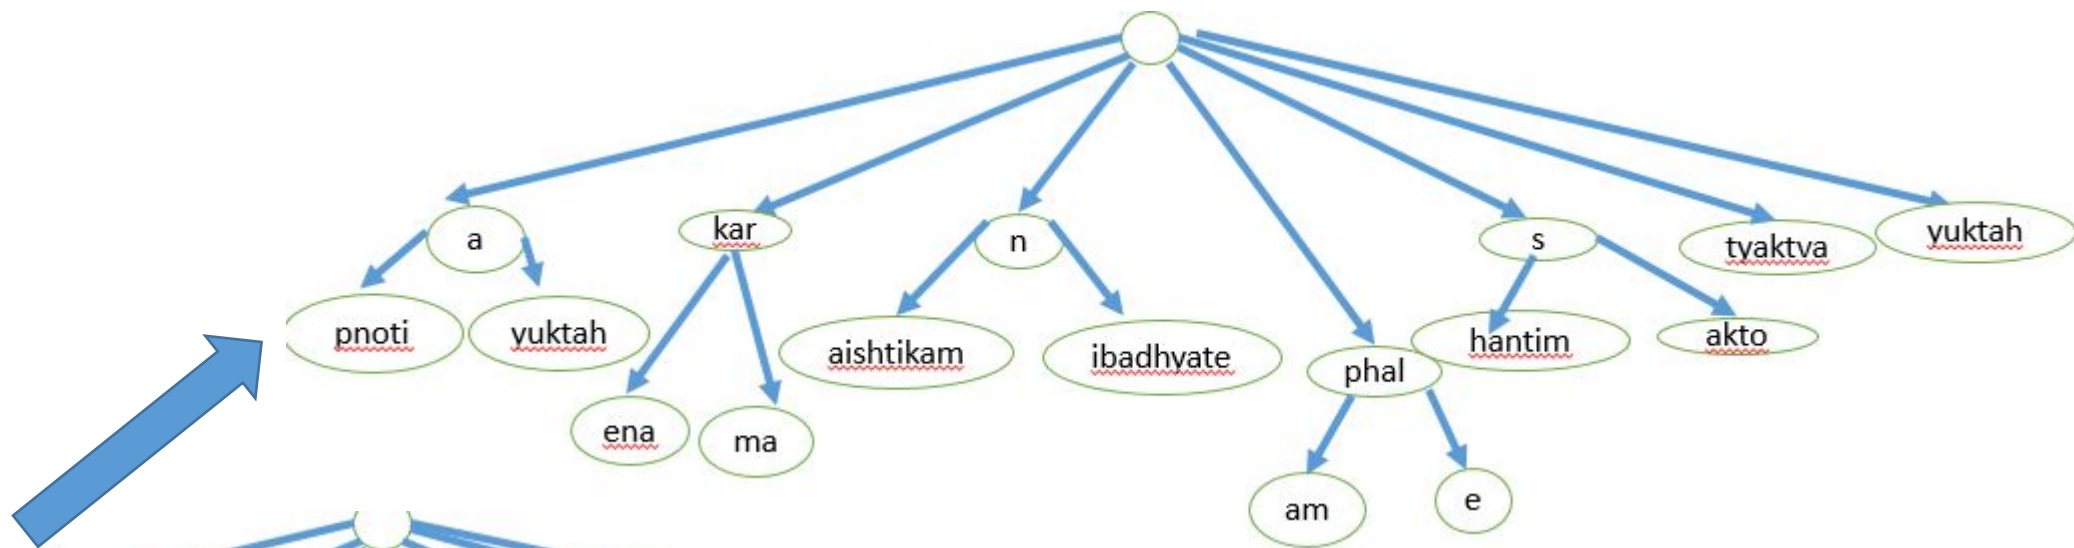 a
kar
n
s
tyaktva
yuktah
pnoti
yuktah
aishtikam
ibadhyate
phal
hantim
akto
ena
ma
am
e